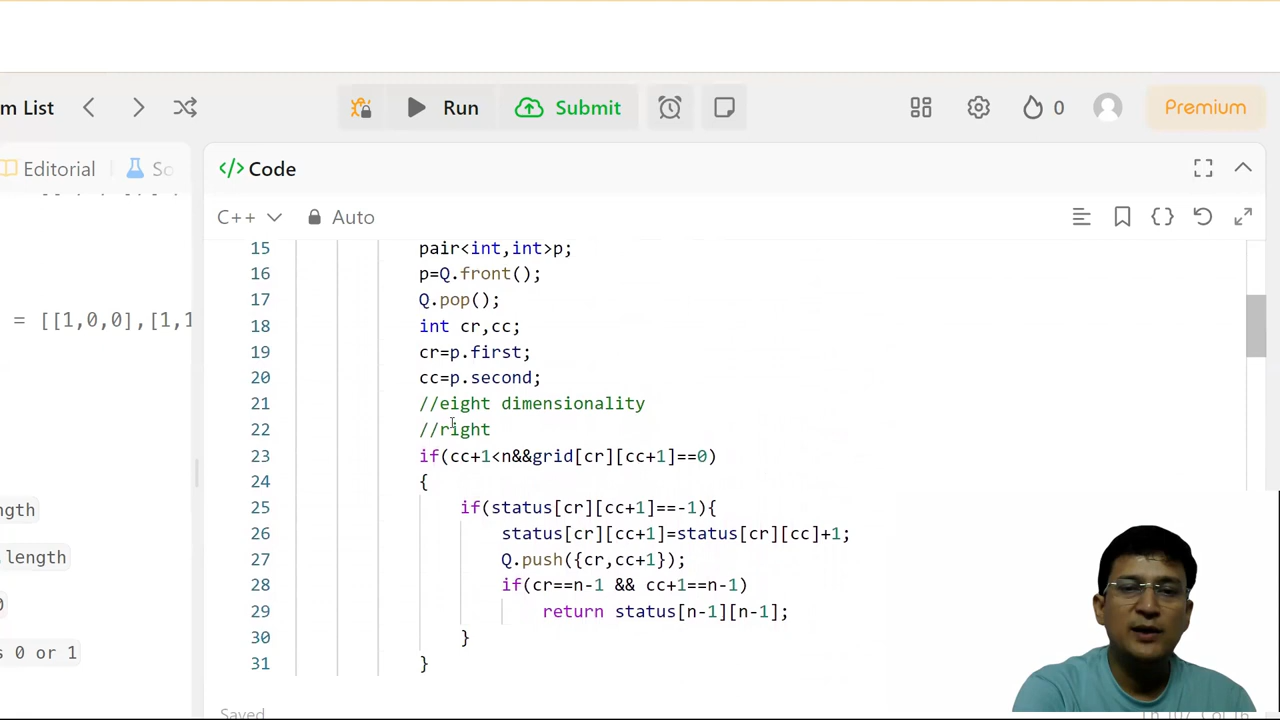 m List
Run
Submit
0
Premium
Editorial
So
Code
C++
Auto
= [[1,0,0],[1,1
ngth
.length
0
s 0 or 1
15 pair<int,int>p;
16 p=Q.front();
17 Q.pop();
18 int cr,cc;
19 cr=p.first;
20 cc=p.second;
21 //eight dimensionality
22 //right
23 if(cc+1<n&&grid[cr][cc+1]==0)
24 {
25 if(status[cr][cc+1]==-1){
26 status[cr][cc+1]=status[cr][cc]+1;
27 Q.push({cr,cc+1});
28 if(cr==n-1 && cc+1==n-1)
29 return status[n-1][n-1];
30 }
31 }
Saved